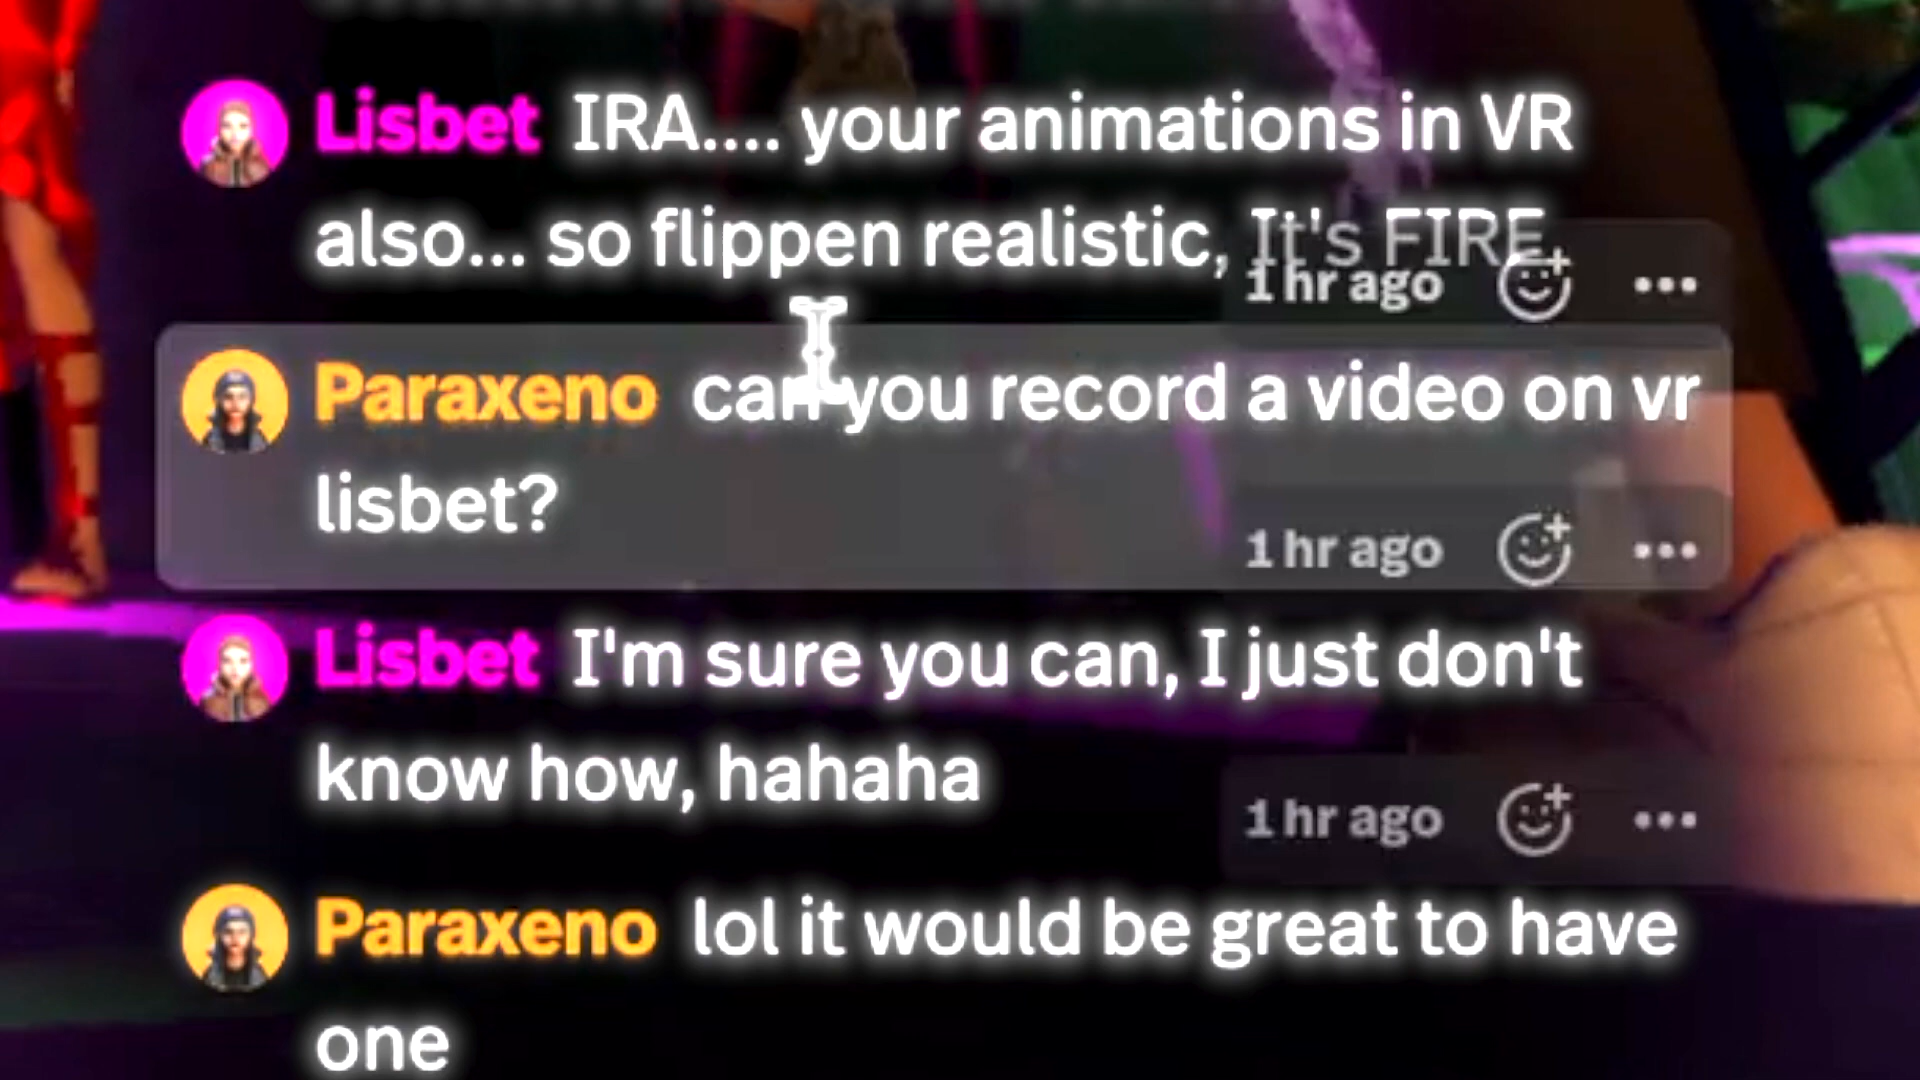 Lisbet IRA.... your animations in VR
also... so flippen realistic, It's FIRE
1 hr ago
Paraxeno can you record a video on vr
lisbet?
1 hr ago
Lisbet I'm sure you can, I just don't
know how, hahaha
1 hr ago
Paraxeno lol it would be great to have
one